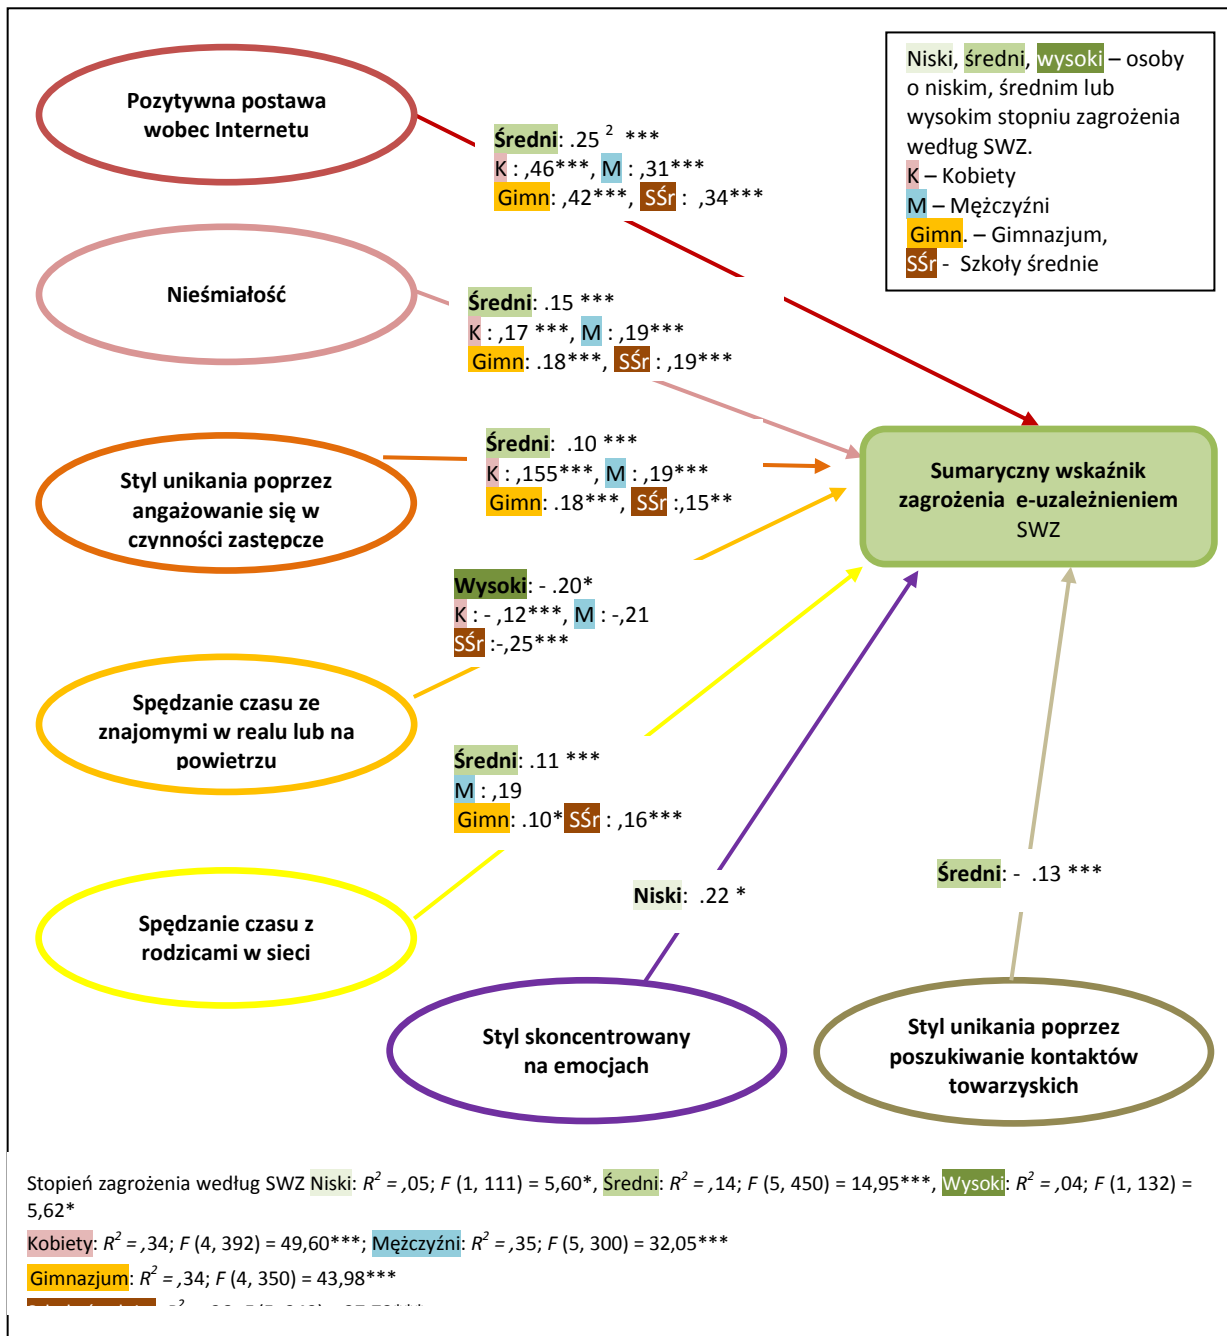 Pozytywna postawa
wobec Internetu
Średni: .25 ² ***
K : ,46***, M : ,31***
Gimn: ,42***, SŚr : ,34***
Niski, średni, wysoki – osoby
o niskim, średnim lub
wysokim stopniu zagrożenia
według SWZ.
K – Kobiety
M – Mężczyźni
Gimn. – Gimnazjum,
SŚr - Szkoły średnie
Nieśmiałość
Średni: .15 ***
K : ,17 ***, M : ,19***
Gimn: .18***, SŚr : ,19***
Styl unikania poprzez
angażowanie się w
czynności zastępcze
Średni: .10 ***
K : ,155***, M : ,19***
Gimn: .18***, SŚr :,15**
Sumaryczny wskaźnik
zagrożenia e-uzależnieniem
SWZ
Wysoki: - .20*
K : - ,12***, M : -,21
SŚr :-,25***
Spędzanie czasu ze
znajomymi w realu lub na
powietrzu
Średni: .11 ***
M : ,19
Gimn: .10* SŚr : ,16***
Spędzanie czasu z
rodzicami w sieci
Niski: .22 *
Średni: - .13 ***
Styl skoncentrowany
na emocjach
Styl unikania poprzez
poszukiwanie kontaktów
towarzyskich
Stopień zagrożenia według SWZ Niski: R² = ,05; F (1, 111) = 5,60*, Średni: R² = ,14; F (5, 450) = 14,95***, Wysoki: R² = ,04; F (1, 132) =
5,62*
Kobiety: R² = ,34; F (4, 392) = 49,60***; Mężczyźni: R² = ,35; F (5, 300) = 32,05***
Gimnazjum: R² = ,34; F (4, 350) = 43,98***